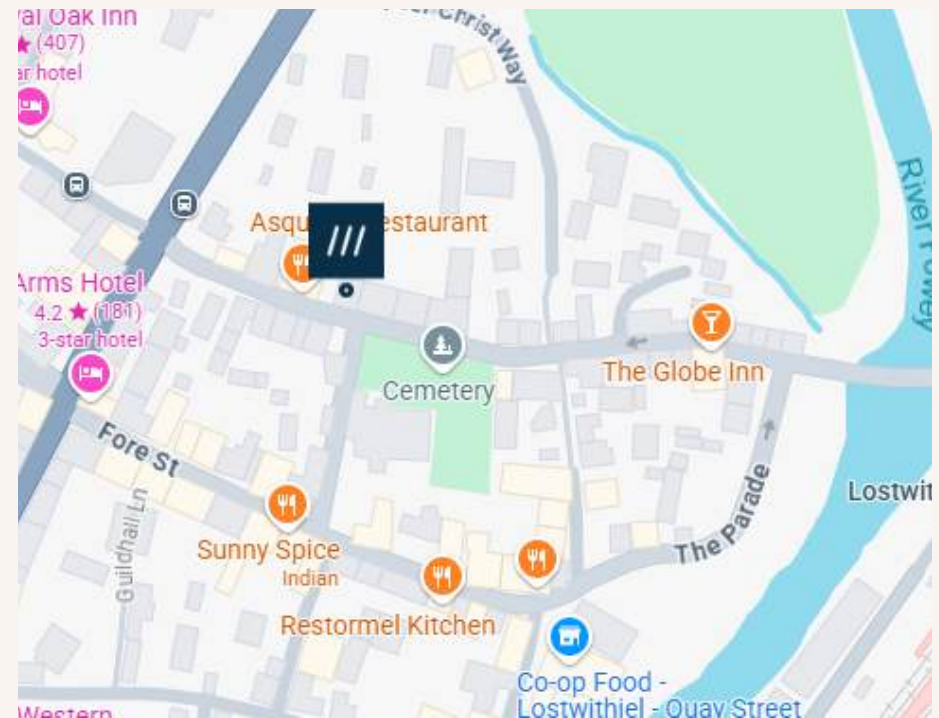 al Oak Inn
(407)
ar hotel
Christ Way
River Fowey
Asqu estaurant
Arms Hotel
4.2 ★ (181)
3-star hotel
Cemetery
The Globe Inn
Fore St
Guildhall Ln
The Parade
Lostwit
Sunny Spice
Indian
Restormel Kitchen
Co-op Food -
Lostwithiel - Quay Street
Western